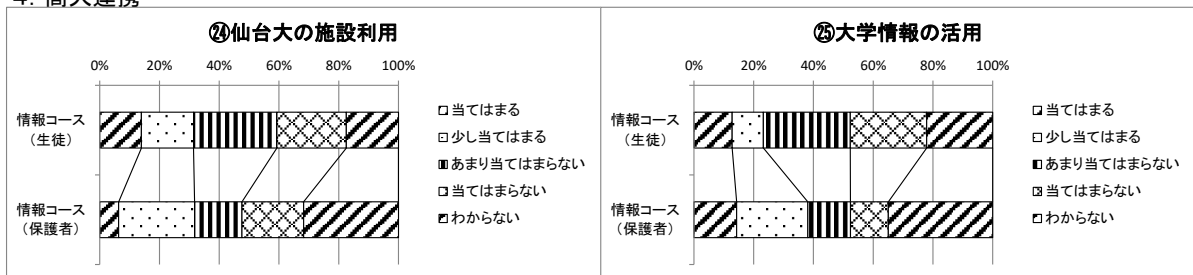 4. 高大連携
㉔仙台大の施設利用
0% 20% 40% 60% 80% 100%
情報コース
（生徒）
情報コース
（保護者）
当てはまる
少し当てはまる
あまり当てはまらない
当てはまらない
わからない
㉕大学情報の活用
0% 20% 40% 60% 80% 100%
情報コース
（生徒）
情報コース
（保護者）
当てはまる
少し当てはまる
あまり当てはまらない
当てはまらない
わからない